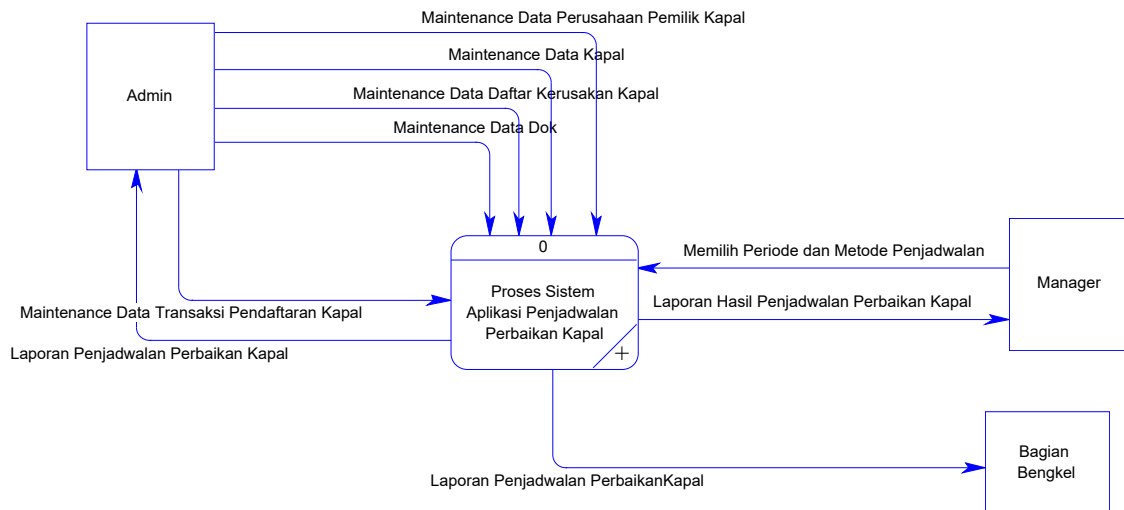 Maintenance Data Perusahaan Pemilik Kapal
Maintenance Data Kapal
Admin
Maintenance Data Daftar Kerusakan Kapal
Maintenance Data Dok
0
Memilih Periode dan Metode Penjadwalan
Proses Sistem
Aplikasi Penjadwalan
Perbaikan Kapal
Manager
Laporan Hasil Penjadwalan Perbaikan Kapal
Maintenance Data Transaksi Pendaftaran Kapal
Laporan Penjadwalan Perbaikan Kapal
+
Bagian
Bengkel
Laporan Penjadwalan PerbaikanKapal